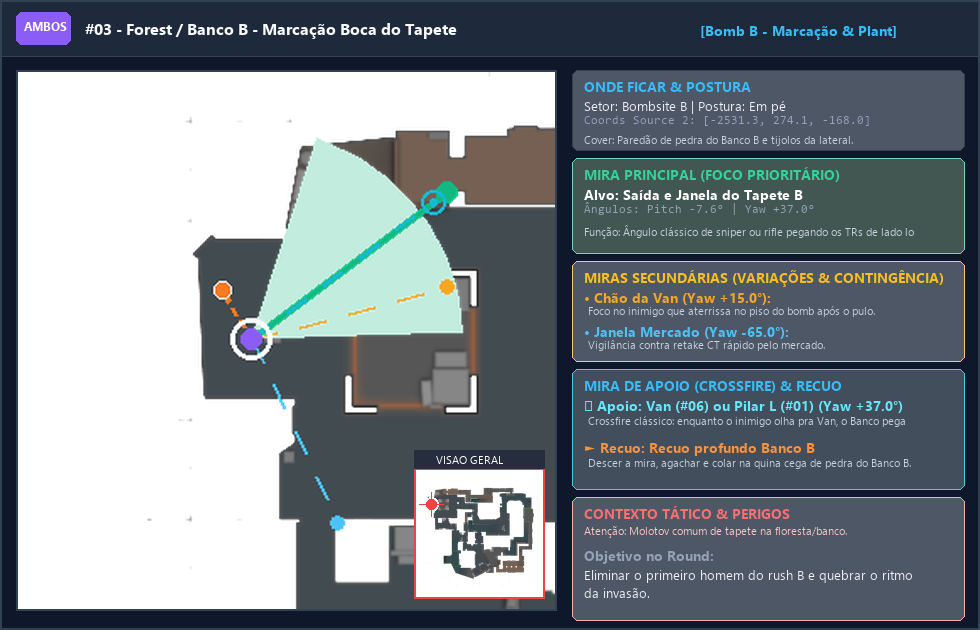 AMBOS
#03 - Forest / Banco B - Marcação Boca do Tapete
[Bomb B - Marcação & Plant]
VISAO GERAL
ONDE FICAR & POSTURA
Setor: Bombsite B | Postura: Em pé
Coords Source 2: [-2531.3, 274.1, -168.0]
Cover: Paredão de pedra do Banco B e tijolos da lateral.
MIRA PRINCIPAL (FOCO PRIORITÁRIO)
Alvo: Saída e Janela do Tapete B
Ângulos: Pitch -7.6° | Yaw +37.0°
Função: Ângulo clássico de sniper ou rifle pegando os TRs de lado lo
MIRAS SECUNDÁRIAS (VARIAÇÕES & CONTINGÊNCIA)
• Chão da Van (Yaw +15.0°):
Foco no inimigo que aterrissa no piso do bomb após o pulo.
• Janela Mercado (Yaw -65.0°):
Vigilância contra retake CT rápido pelo mercado.
MIRA DE APOIO (CROSSFIRE) & RECUO
Apoio: Van (#06) ou Pilar L (#01) (Yaw +37.0°)
Crossfire clássico: enquanto o inimigo olha pra Van, o Banco pega
► Recuo: Recuo profundo Banco B
Descer a mira, agachar e colar na quina cega de pedra do Banco B.
CONTEXTO TÁTICO & PERIGOS
Atenção: Molotov comum de tapete na floresta/banco.
Objetivo no Round:
Eliminar o primeiro homem do rush B e quebrar o ritmo
da invasão.